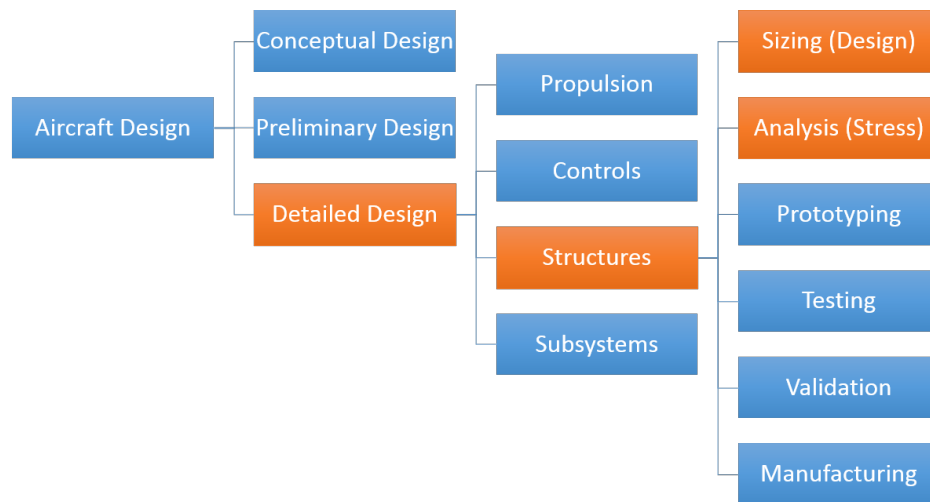 Aircraft Design
Conceptual Design
Preliminary Design
Detailed Design
Propulsion
Controls
Structures
Subsystems
Sizing (Design)
Analysis (Stress)
Prototyping
Testing
Validation
Manufacturing